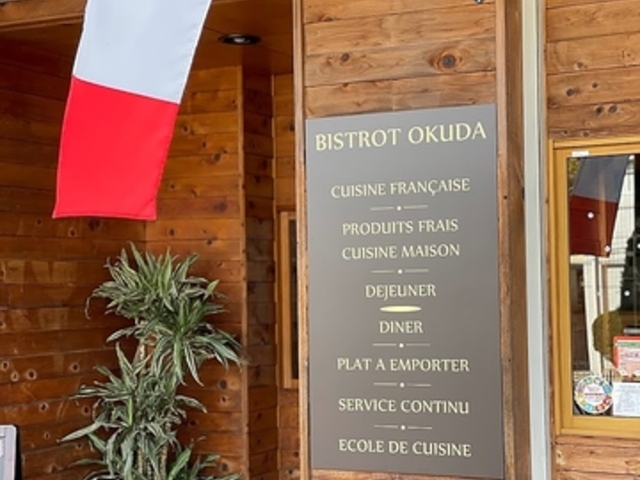 BISTROT OKUDA
CUISINE FRANÇAISE
PRODUITS FRAIS
CUISINE MAISON
DEJEUNER
DINER
PLAT A EMPORTER
SERVICE CONTINU
ECOLE DE CUISINE